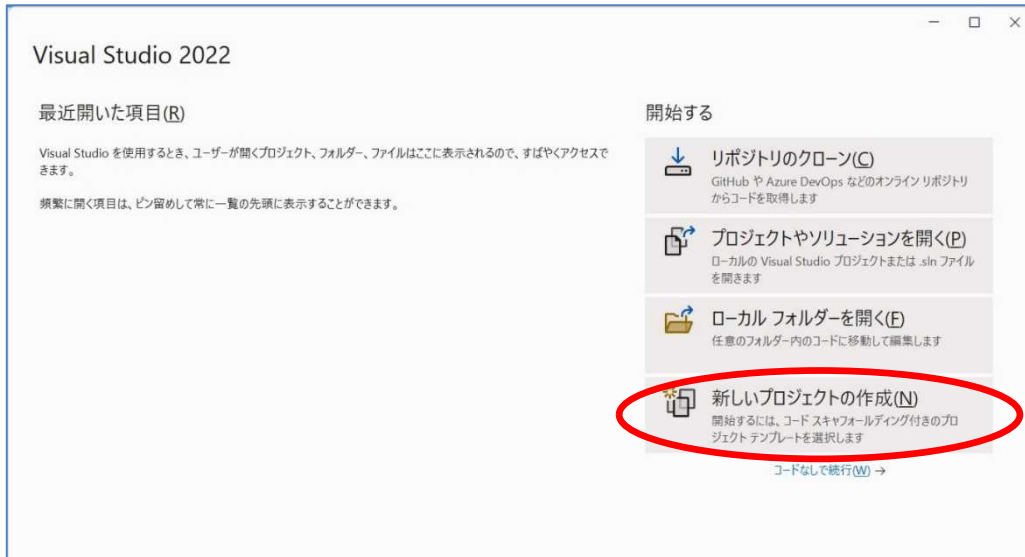 Visual Studio 2022
最近開いた項目(R)
Visual Studio を使用するとき、ユーザーが開くプロジェクト、フォルダー、ファイルはここに表示されるので、すばやくアクセスで
きます。
頻繁に開く項目は、ピン留めして常に一覧の先頭に表示することができます。
開始する
リポジトリのクローン(C)
GitHub や Azure DevOps などのオンライン リポジトリ
からコードを取得します
プロジェクトやソリューションを開く(P)
ローカルの Visual Studio プロジェクトまたは .sln ファイル
を開きます
ローカル フォルダーを開く(F)
任意のフォルダー内のコードに移動して編集します
新しいプロジェクトの作成(N)
開始するには、コード スキャフォールディング付きのプロ
ジェクト テンプレートを選択します
コードなしで続行(W) →